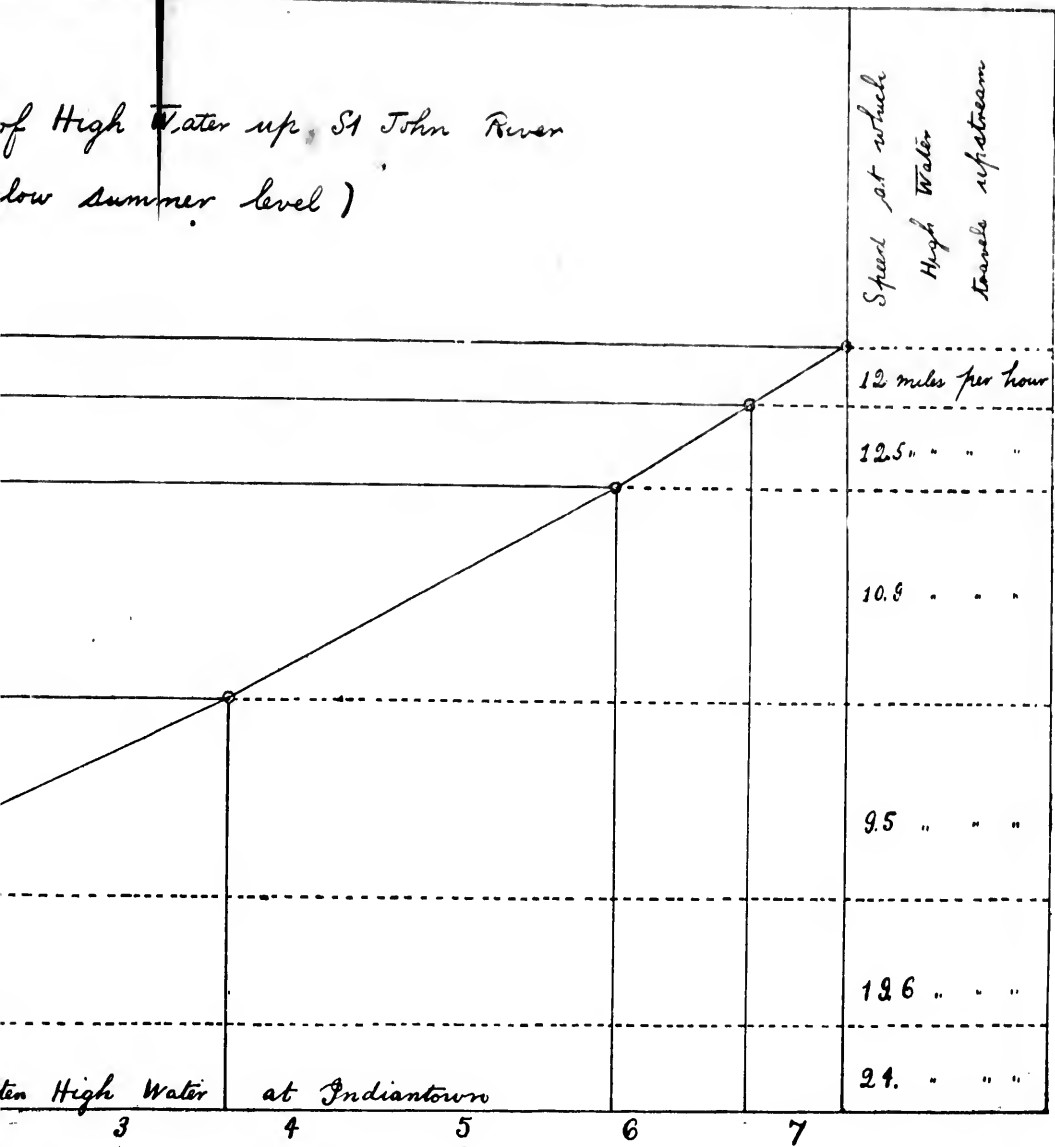 of High Water up St John River
low summer level)
Speed at which
High Water
travels upstream
12 miles per hour
12.5 " " " "
10.9 " " "
9.5 " " "
19.6 " " "
24. " " "
ten High Water at Indiantown
3 4 5 6 7